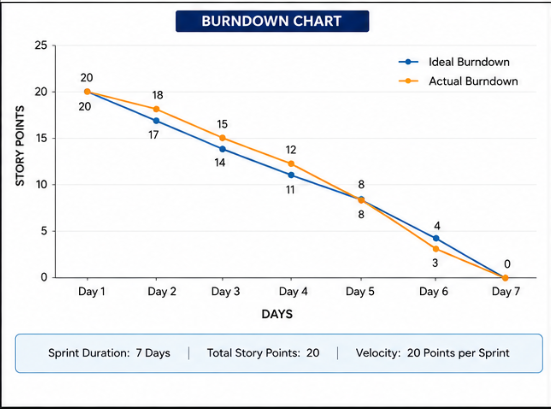 BURNDOWN CHART
25
20
15
10
5
0
STORY POINTS
Ideal Burndown
Actual Burndown
20
20
18
17
15
14
12
11
8
8
4
3
0
Day 1 Day 2 Day 3 Day 4 Day 5 Day 6 Day 7
DAYS
Sprint Duration: 7 Days | Total Story Points: 20 | Velocity: 20 Points per Sprint